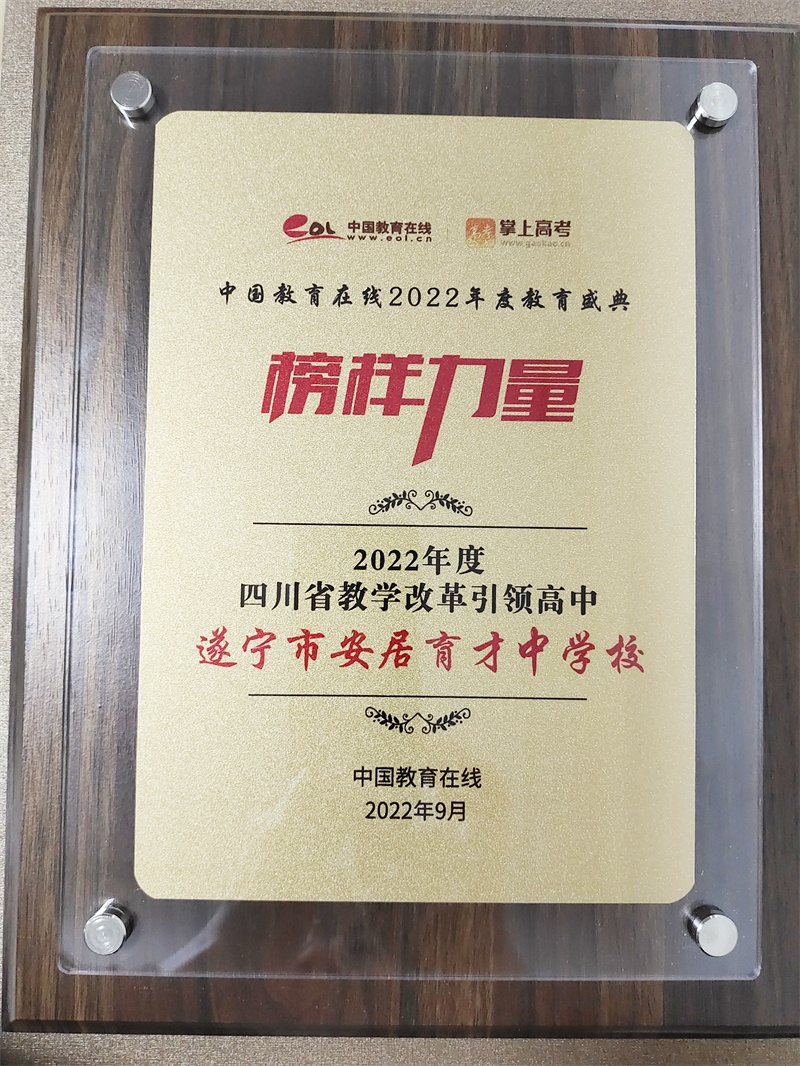 eol 中国教育在线 www.eol.cn
掌上高考 www.gaokao.cn
中国教育在线2022年度教育盛典
榜样力量
2022年度
四川省教学改革引领高中
遂宁市安居育才中学校
中国教育在线
2022年9月